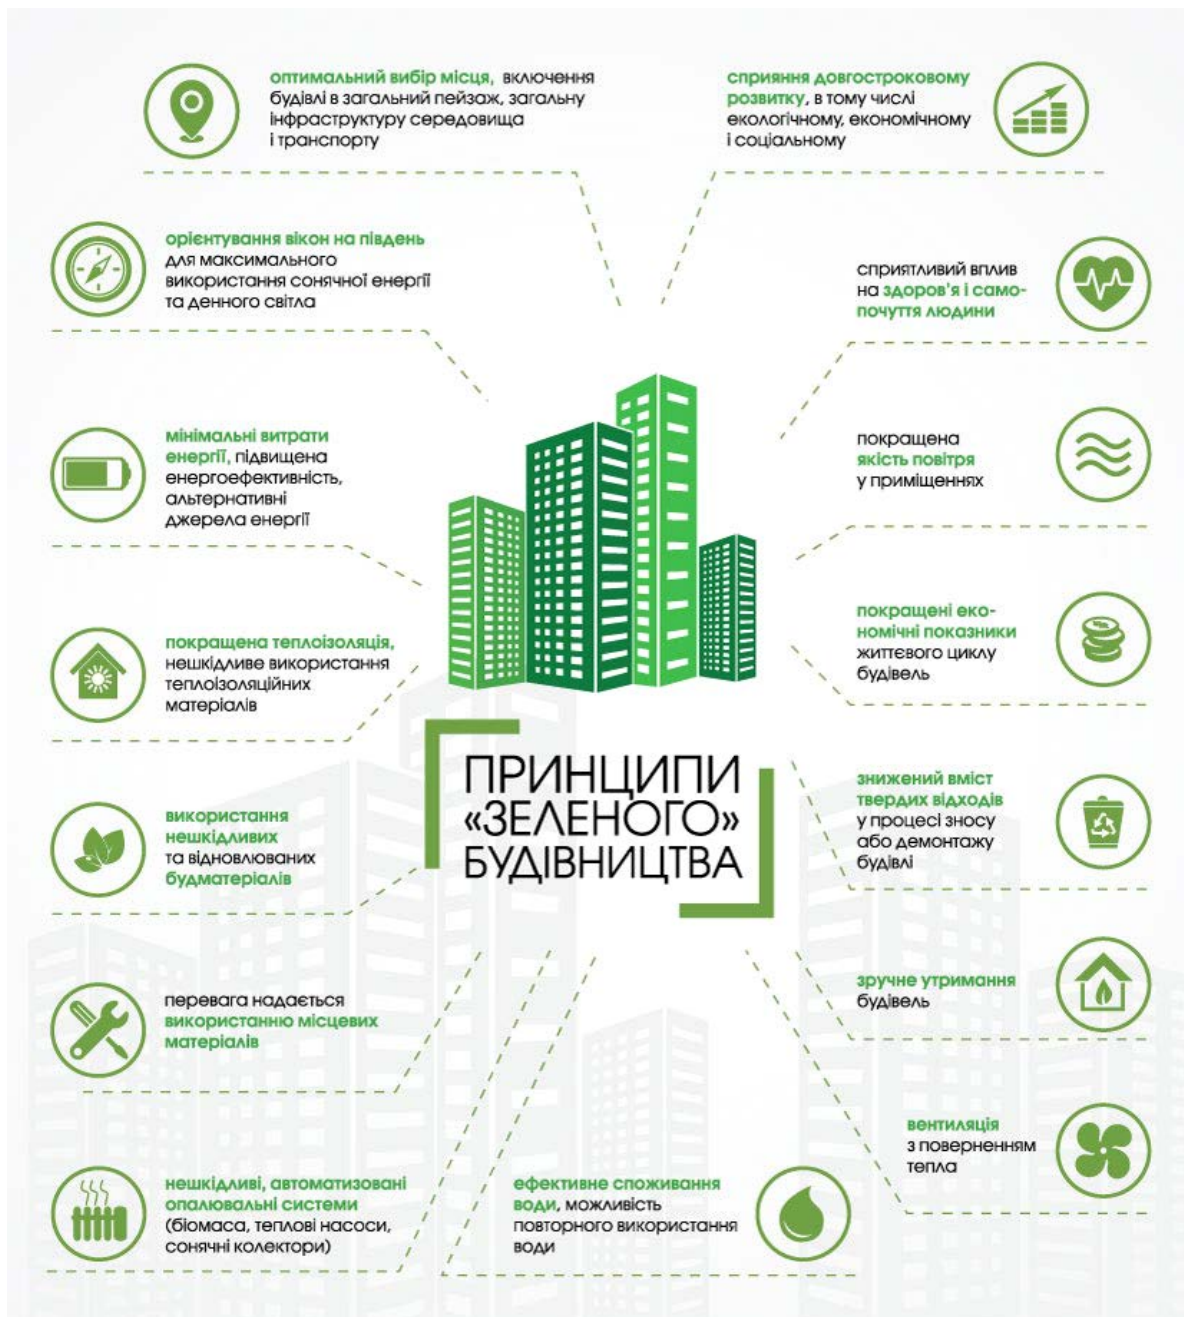 оптимальний вибір місця, включення
будівлі в загальний пейзаж, загальну
інфраструктуру середовища
і транспорту
сприяння довгостроковому
розвитку, в тому числі
екологічному, економічному
і соціальному
орієнтування вікон на південь
для максимального
використання сонячної енергії
та денного світла
сприятливий вплив
на здоров'я і само-
почуття людини
мінімальні витрати
енергії, підвищена
енергоефективність,
альтернативні
джерела енергії
покращена
якість повітря
у приміщеннях
покращена теплоізоляція,
нешкідливе використання
теплоізоляційних
матеріалів
покращені еко-
номічні показники
життєвого циклу
будівель
ПРИНЦИПИ
«ЗЕЛЕНОГО»
БУДІВНИЦТВА
використання
нешкідливих
та відновлюваних
будматеріалів
знижений вміст
твердих відходів
у процесі зносу
або демонтажу
будівлі
перевага надається
використанню місцевих
матеріалів
зручне утримання
будівель
вентиляція
з поверненням
тепла
нешкідливі, автоматизовані
опалювальні системи
(біомаса, теплові насоси,
сонячні колектори)
ефективне споживання
води, можливість
повторного використання
води